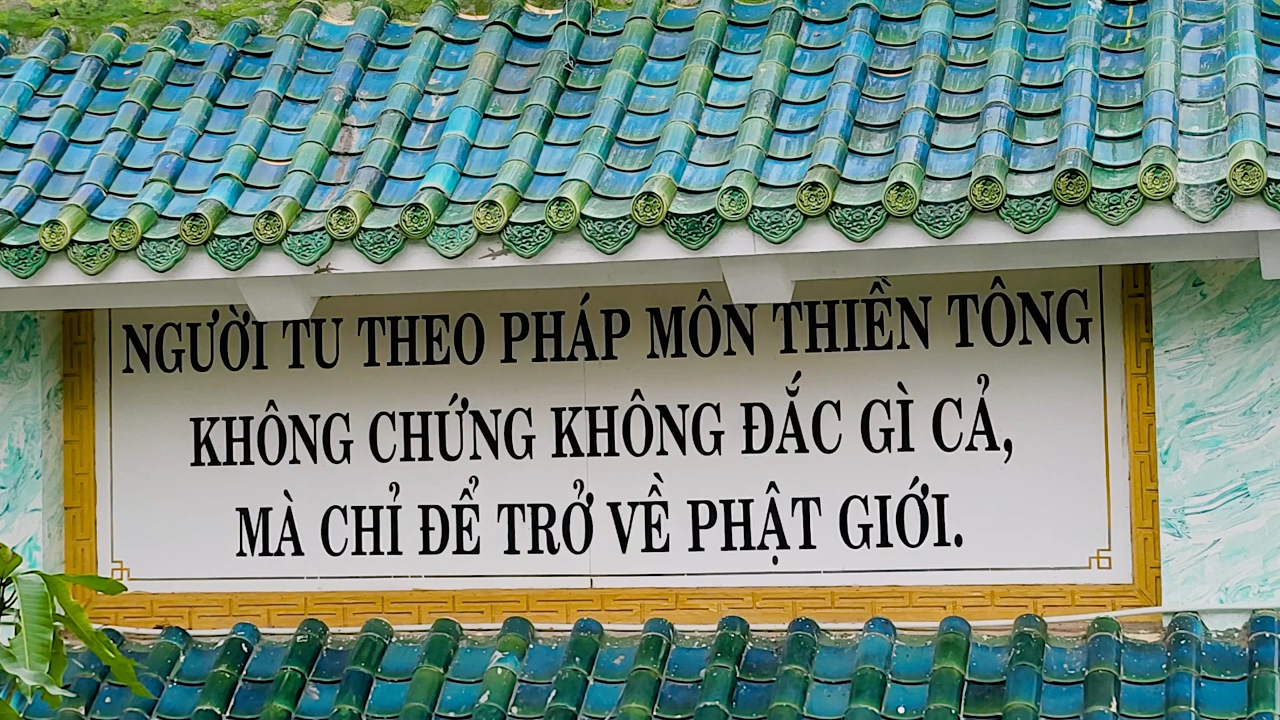 NGƯỜI TU THEO PHÁP MÔN THIỀN TÔNG
KHÔNG CHỨNG KHÔNG ĐẮC GÌ CẢ,
MÀ CHỈ ĐỂ TRỞ VỀ PHẬT GIỚI.